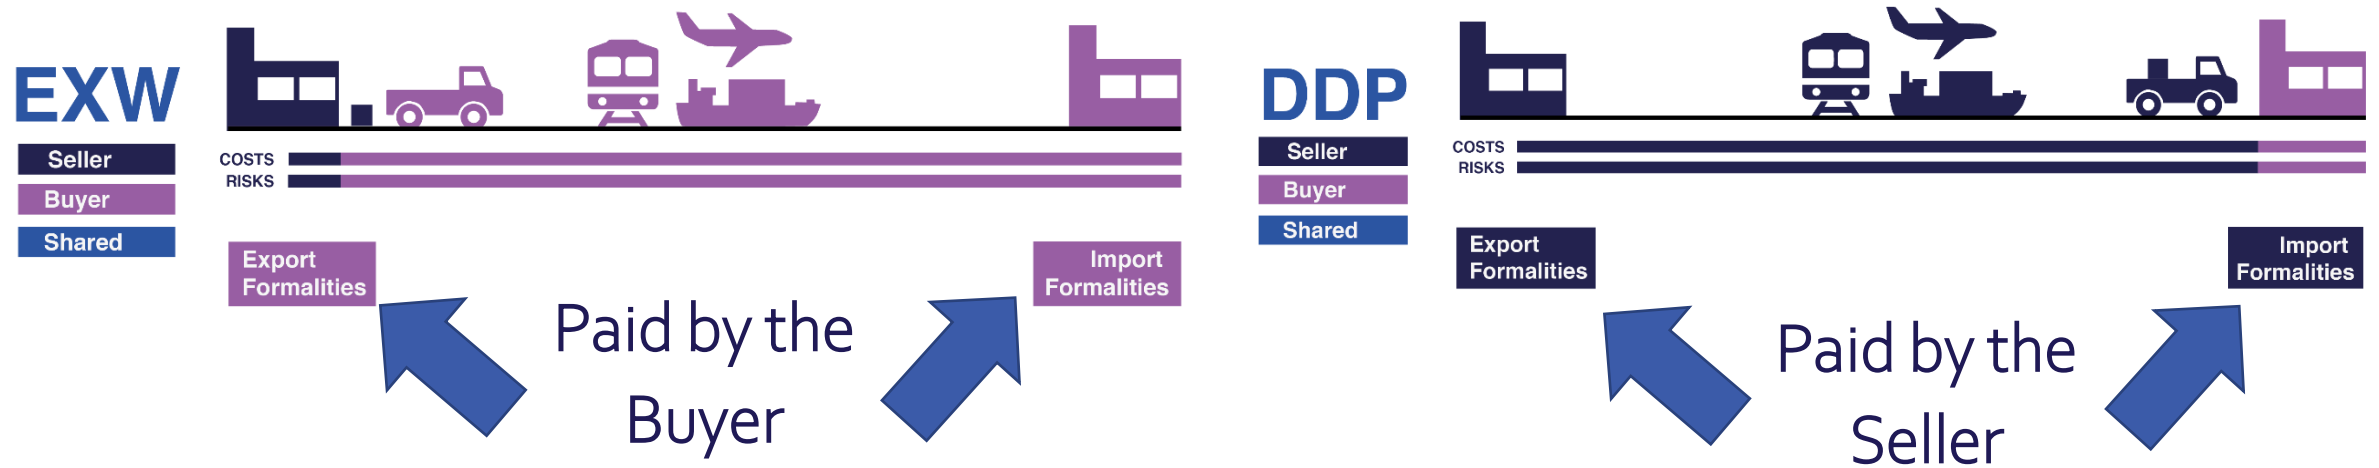 EXW
Seller
Buyer
Shared
COSTS
RISKS
Export
Formalities
Import
Formalities
Paid by the
Buyer
DDP
Seller
Buyer
Shared
COSTS
RISKS
Export
Formalities
Import
Formalities
Paid by the
Seller